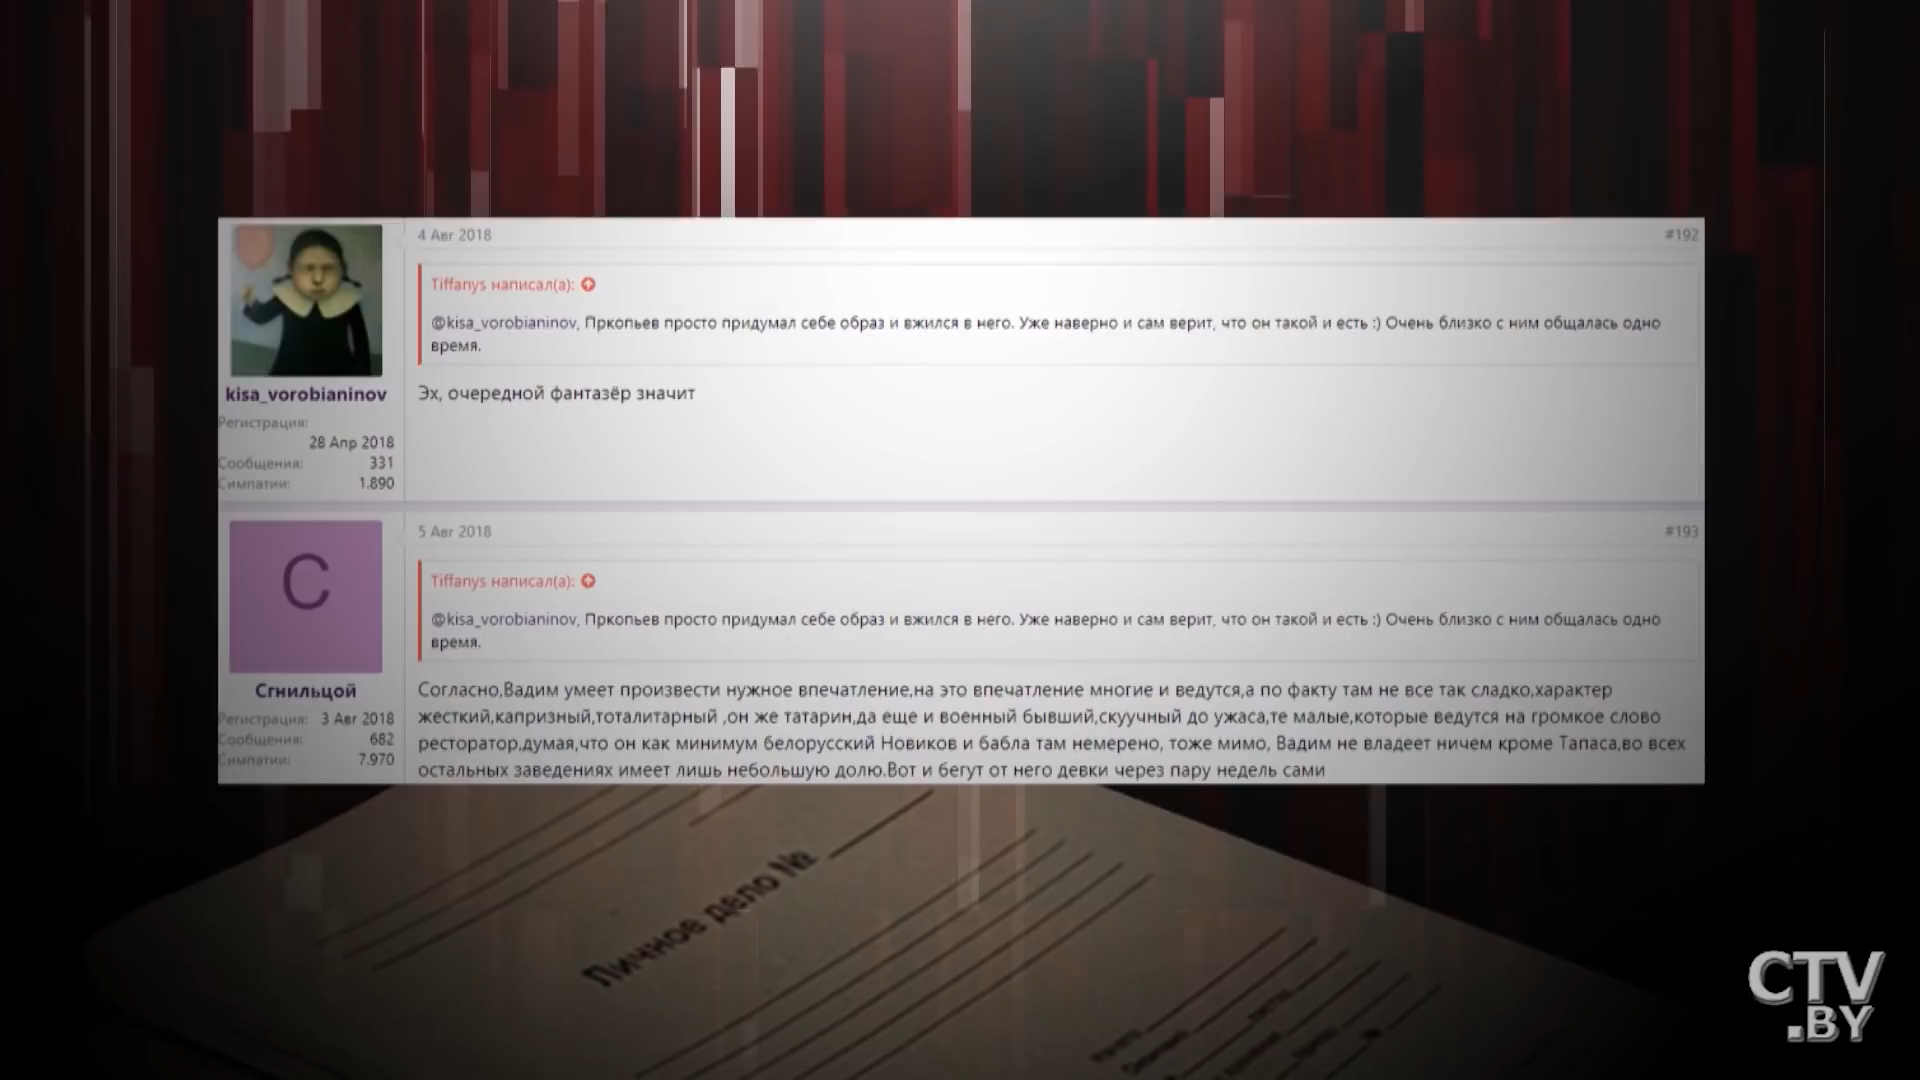 4 Авг 2018
#192
Tiffanys написал(а):
@kisa_vorobianinov, Пркопьев просто придумал себе образ и вжился в него. Уже наверно и сам верит, что он такой и есть :) Очень близко с ним общалась одно
время.
kisa_vorobianinov
Эх, очередной фантазёр значит
Регистрация:
28 Апр 2018
Сообщения: 331
Симпатии: 1.890
5 Авг 2018
#193
С
Tiffanys написал(а):
@kisa_vorobianinov, Пркопьев просто придумал себе образ и вжился в него. Уже наверно и сам верит, что он такой и есть :) Очень близко с ним общалась одно
время.
Сгнильцой
Регистрация: 3 Авг 2018
Сообщения: 682
Симпатии: 7.970
Согласно,Вадим умеет произвести нужное впечатление,на это впечатление многие и ведутся,а по факту там не все так сладко,характер
жесткий,капризный,тоталитарный ,он же татарин,да еще и военный бывший,скуучный до ужаса,те малые,которые ведутся на громкое слово
ресторатор,думая,что он как минимум белорусский Новиков и бабла там немерено, тоже мимо, Вадим не владеет ничем кроме Тапаса,во всех
остальных заведениях имеет лишь небольшую долю.Вот и бегут от него девки через пару недель сами
Личное дело №
CTV
.BY